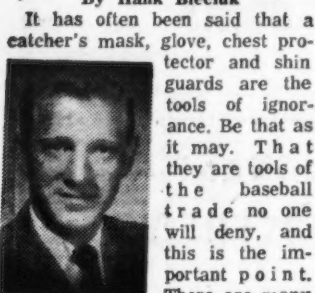 By Hank
It has often been said that a
catcher's mask, glove, chest pro-
tector and shin
guards are the
tools of ignor-
ance. Be that as
it may. That
they are tools of
the baseball
trade no one
will deny, and
this is the im-
portant point.